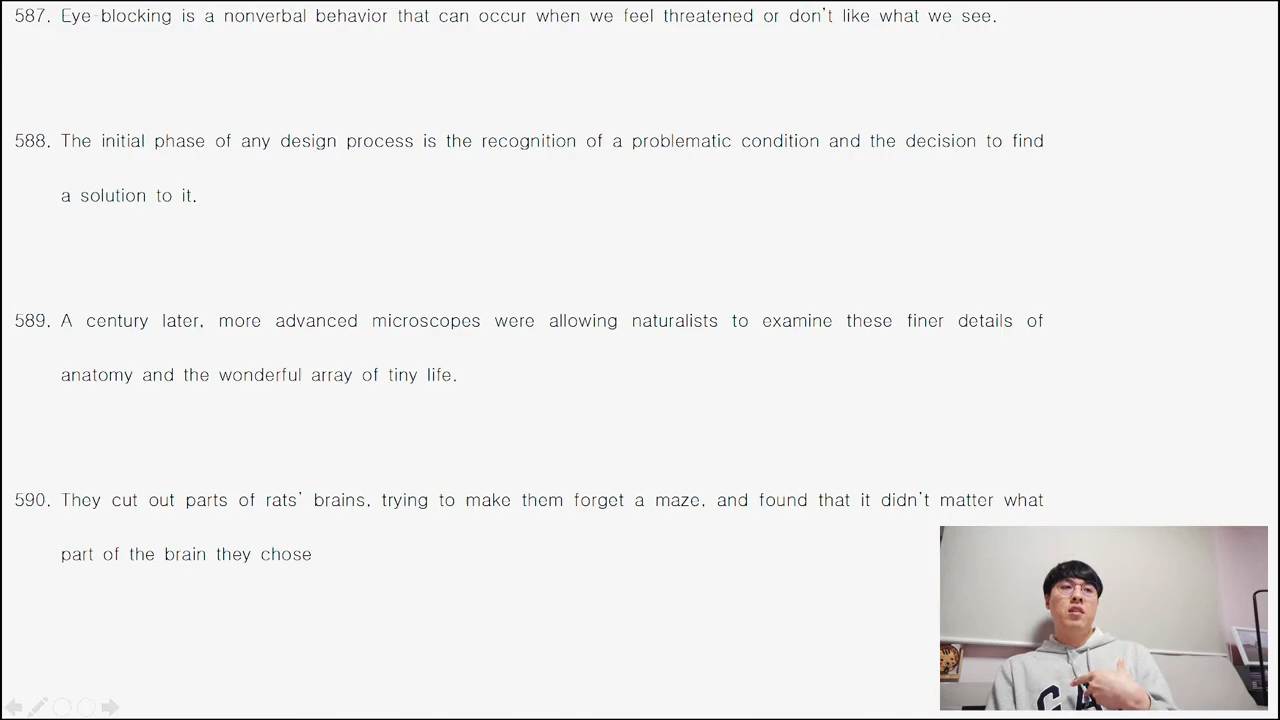 587. Eye-blocking is a nonverbal behavior that can occur when we feel threatened or don't like what we see.
588. The initial phase of any design process is the recognition of a problematic condition and the decision to find
a solution to it.
589. A century later, more advanced microscopes were allowing naturalists to examine these finer details of
anatomy and the wonderful array of tiny life.
590. They cut out parts of rats' brains, trying to make them forget a maze, and found that it didn't matter what
part of the brain they chose